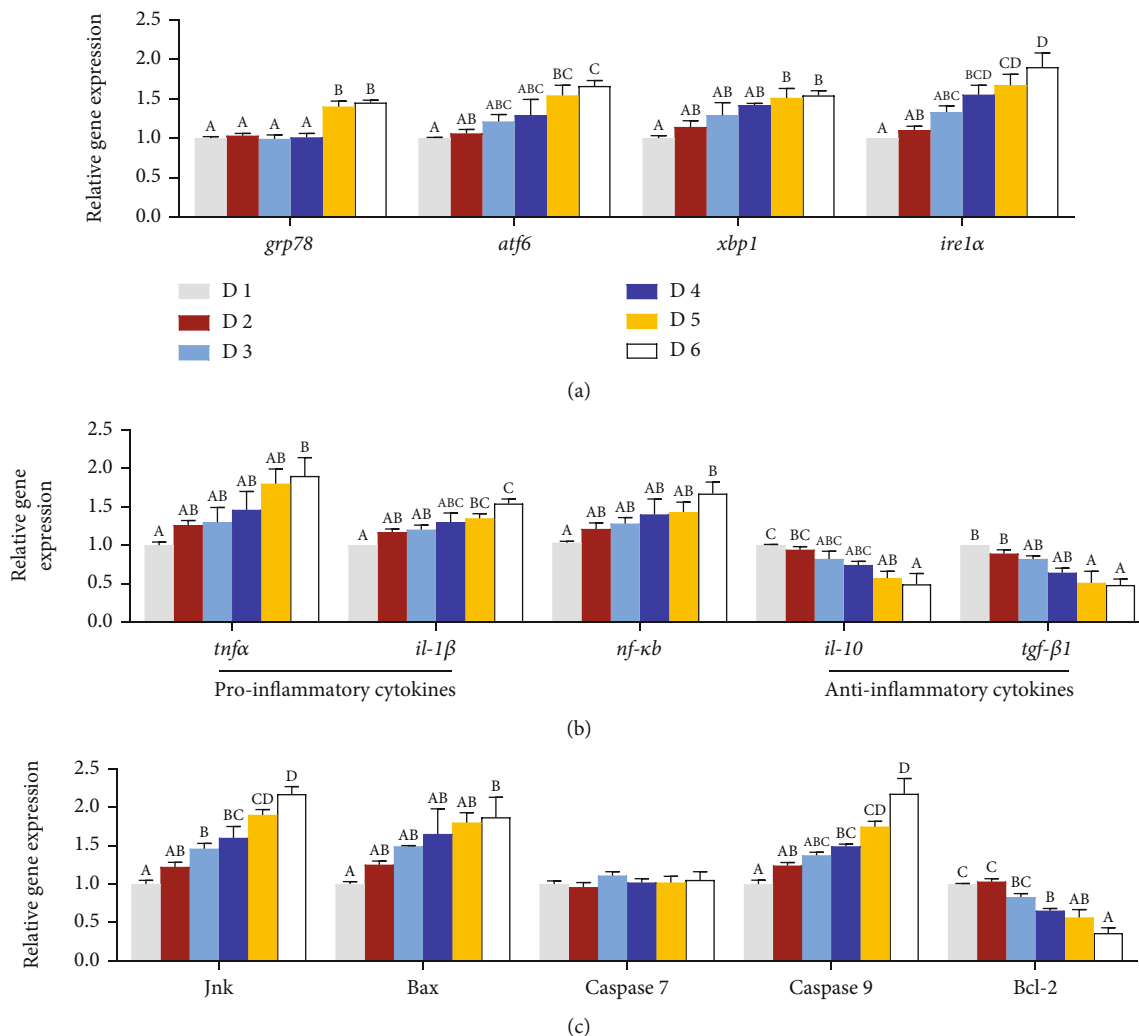 Relative gene expression
2.5
2.0
1.5
1.0
0.5
0.0
A A A A B B
A AB ABC ABC BC C
A AB AB AB B B
A AB ABC BCD CD D
grp78 atf6 xbp1 ire1α
D 1 D 4
D 2 D 5
D 3 D 6
(a)
Relative gene
expression
2.5
2.0
1.5
1.0
0.5
0.0
A AB AB AB AB B
A AB AB ABC BC C
A AB AB AB AB B
C BC ABC ABC AB A
B B AB AB A A
tnfα il-1β nf-κb il-10 tgf-β1
Pro-inflammatory cytokines Anti-inflammatory cytokines
(b)
Relative gene expression
2.5
2.0
1.5
1.0
0.5
0.0
A AB B BC CD D
A AB AB AB AB B
A AB ABC BC CD D
C C BC B AB A
Jnk Bax Caspase 7 Caspase 9 Bcl-2
(c)